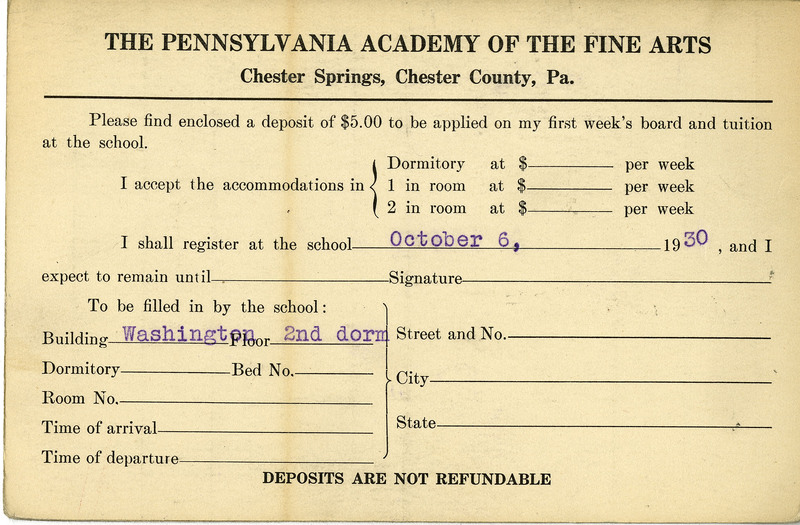 THE PENNSYLVANIA ACADEMY OF THE FINE ARTS
Chester Springs, Chester County, Pa.
Please find enclosed a deposit of $5.00 to be applied on my first week's board and tuition
at the school.
I accept the accommodations in
Dormitory at $ per week
1 in room at $ per week
2 in room at $ per week
I shall register at the school October 6, 1930 , and I
expect to remain until Signature
To be filled in by the school:
Building Washington Floor 2nd dorm
Dormitory Bed No.
Room No.
Time of arrival
Time of departure
Street and No.
City
State
DEPOSITS ARE NOT REFUNDABLE